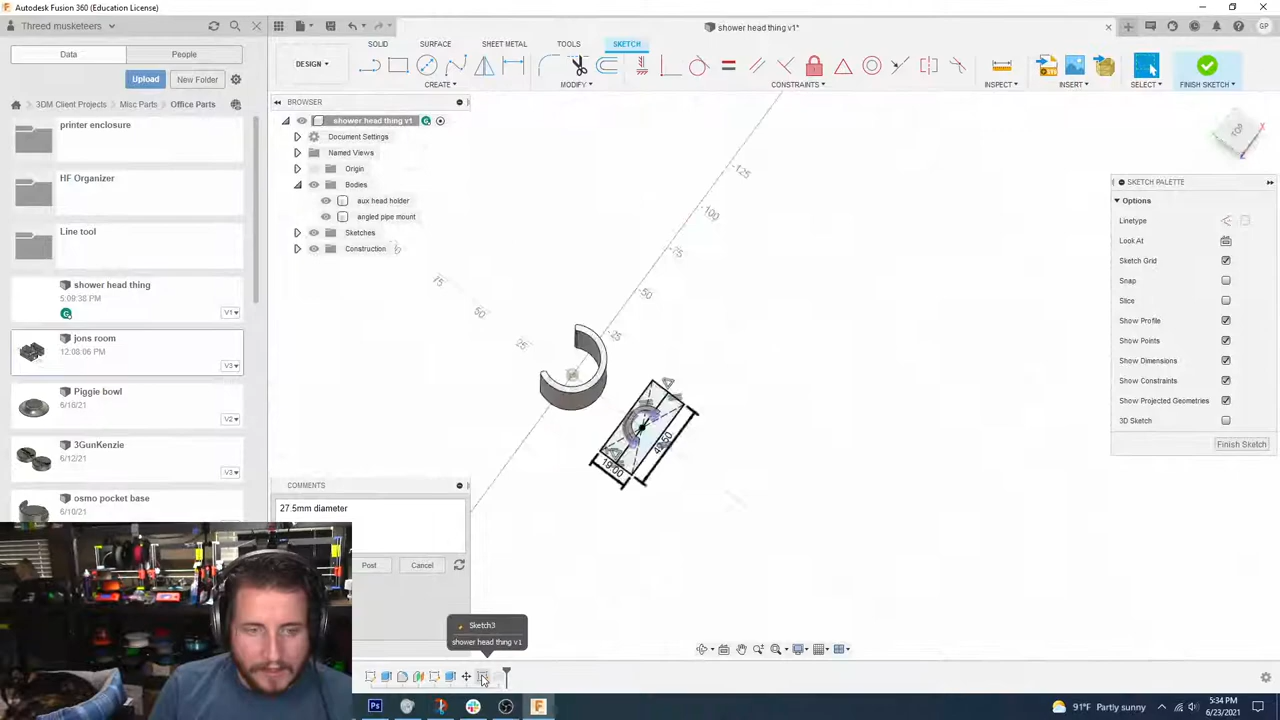 Autodesk Fusion 360 (Education License)
Threed musketeers
shower head thing v1*
GP
Data
People
DESIGN
SOLID
SURFACE
SHEET METAL
TOOLS
SKETCH
Upload
New Folder
CREATE
MODIFY
CONSTRAINTS
INSPECT
INSERT
SELECT
FINISH SKETCH
3DM Client Projects
Misc Parts
Office Parts
BROWSER
shower head thing v1
Document Settings
Named Views
Origin
Bodies
aux head holder
angled pipe mount
Sketches
Construction
printer enclosure
HF Organizer
Line tool
shower head thing
5:09:38 PM
V1
jons room
12:08:06 PM
V3
Piggie bowl
6/16/21
V2
3GunKenzie
6/12/21
V3
osmo pocket base
6/10/21
-125
-100
-75
-50
-25
75
50
25
19.00
SKETCH PALETTE
Options
Linetype
Look At
Sketch Grid
Snap
Slice
Show Profile
Show Points
Show Dimensions
Show Constraints
Show Projected Geometries
3D Sketch
Finish Sketch
COMMENTS
27.5mm diameter
Post
Cancel
Sketch3
shower head thing v1
91°F Partly sunny
5:34 PM
6/23/2021